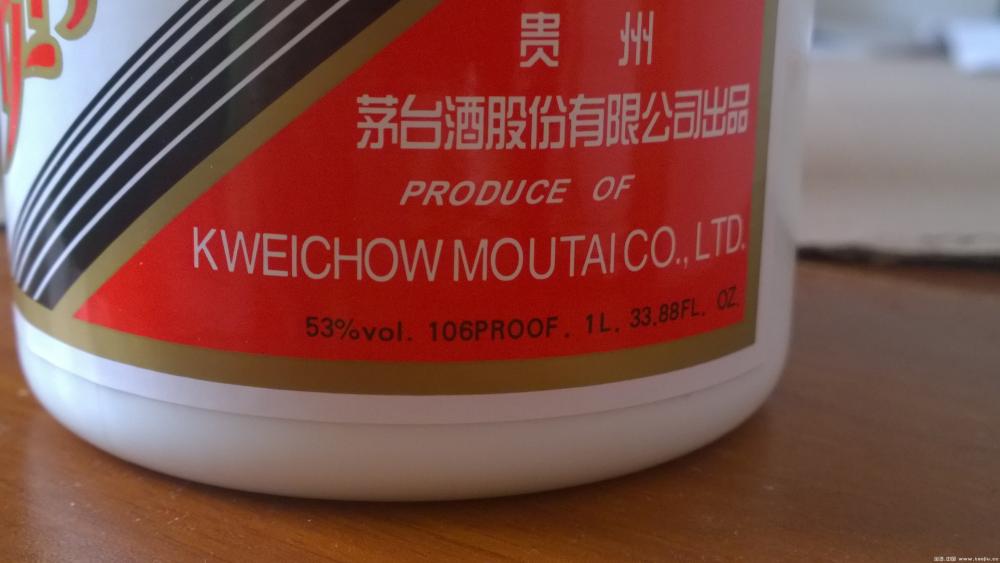 贵州
茅台酒股份有限公司出品
PRODUCE OF
KWEICHOW MOUTAI CO., LTD.
53%vol. 106PROOF. 1L. 33.88FL. OZ.